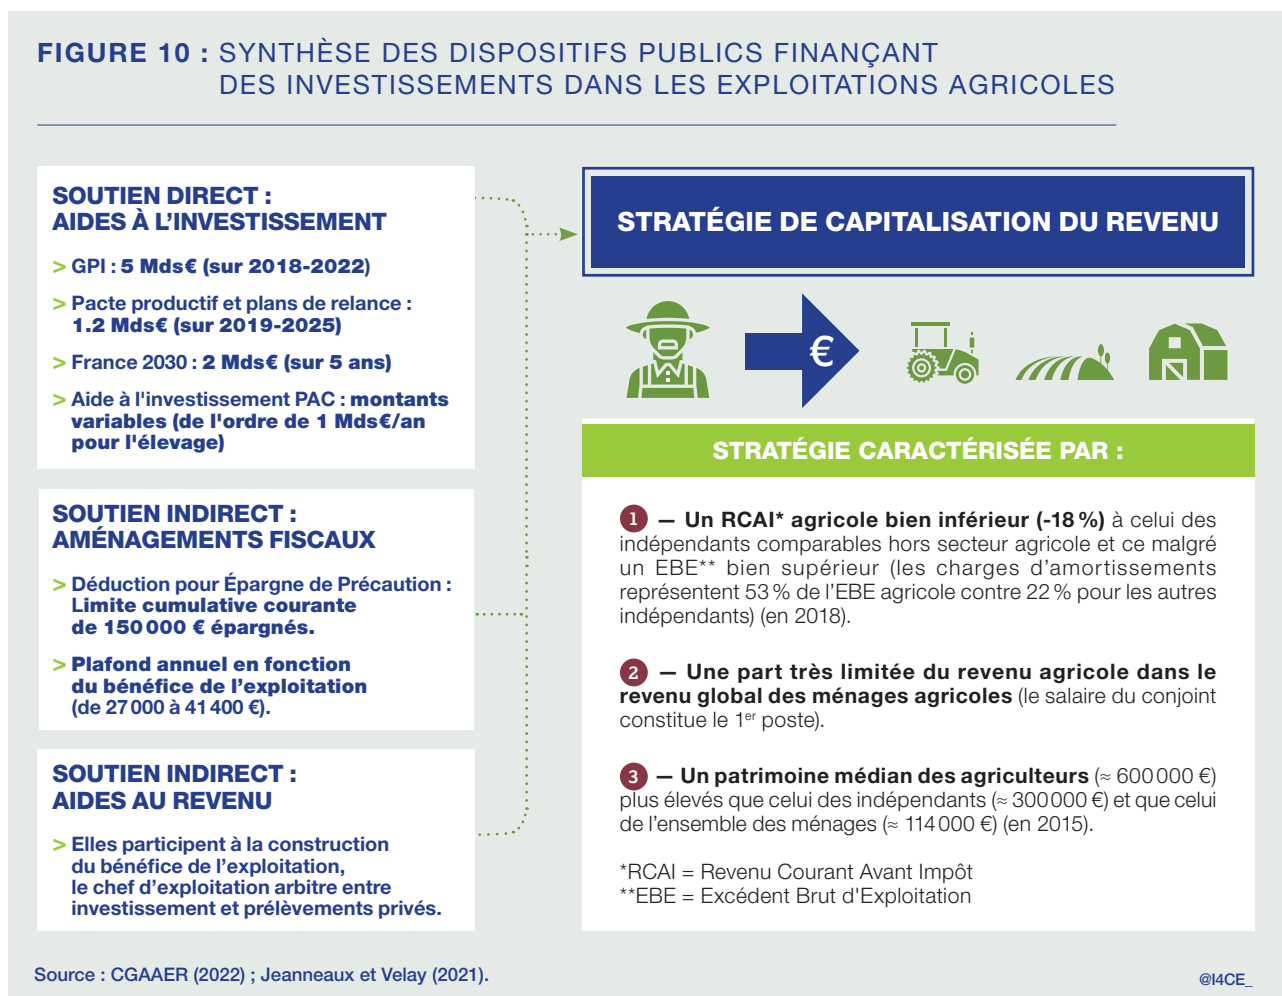 FIGURE 10 : SYNTHÈSE DES DISPOSITIFS PUBLICS FINANÇANT
DES INVESTISSEMENTS DANS LES EXPLOITATIONS AGRICOLES
SOUTIEN DIRECT :
AIDES À L'INVESTISSEMENT
> GPI : 5 Mds€ (sur 2018-2022)
> Pacte productif et plans de relance :
1.2 Mds€ (sur 2019-2025)
> France 2030 : 2 Mds€ (sur 5 ans)
> Aide à l'investissement PAC : montants
variables (de l'ordre de 1 Mds€/an
pour l'élevage)
SOUTIEN INDIRECT :
AMÉNAGEMENTS FISCAUX
> Déduction pour Épargne de Précaution :
Limite cumulative courante
de 150 000 € épargnés.
> Plafond annuel en fonction
du bénéfice de l'exploitation
(de 27 000 à 41 400 €).
SOUTIEN INDIRECT :
AIDES AU REVENU
> Elles participent à la construction
du bénéfice de l'exploitation,
le chef d'exploitation arbitre entre
investissement et prélèvements privés.
STRATÉGIE DE CAPITALISATION DU REVENU
€
STRATÉGIE CARACTÉRISÉE PAR :
1 — Un RCAI* agricole bien inférieur (-18 %) à celui des
indépendants comparables hors secteur agricole et ce malgré
un EBE** bien supérieur (les charges d'amortissements
représentent 53 % de l'EBE agricole contre 22 % pour les autres
indépendants) (en 2018).
2 — Une part très limitée du revenu agricole dans le
revenu global des ménages agricoles (le salaire du conjoint
constitue le 1er poste).
3 — Un patrimoine médian des agriculteurs (≈ 600 000 €)
plus élevés que celui des indépendants (≈ 300 000 €) et que celui
de l'ensemble des ménages (≈ 114 000 €) (en 2015).
*RCAI = Revenu Courant Avant Impôt
**EBE = Excédent Brut d'Exploitation
Source : CGAAER (2022) ; Jeanneaux et Velay (2021).
@I4CE_